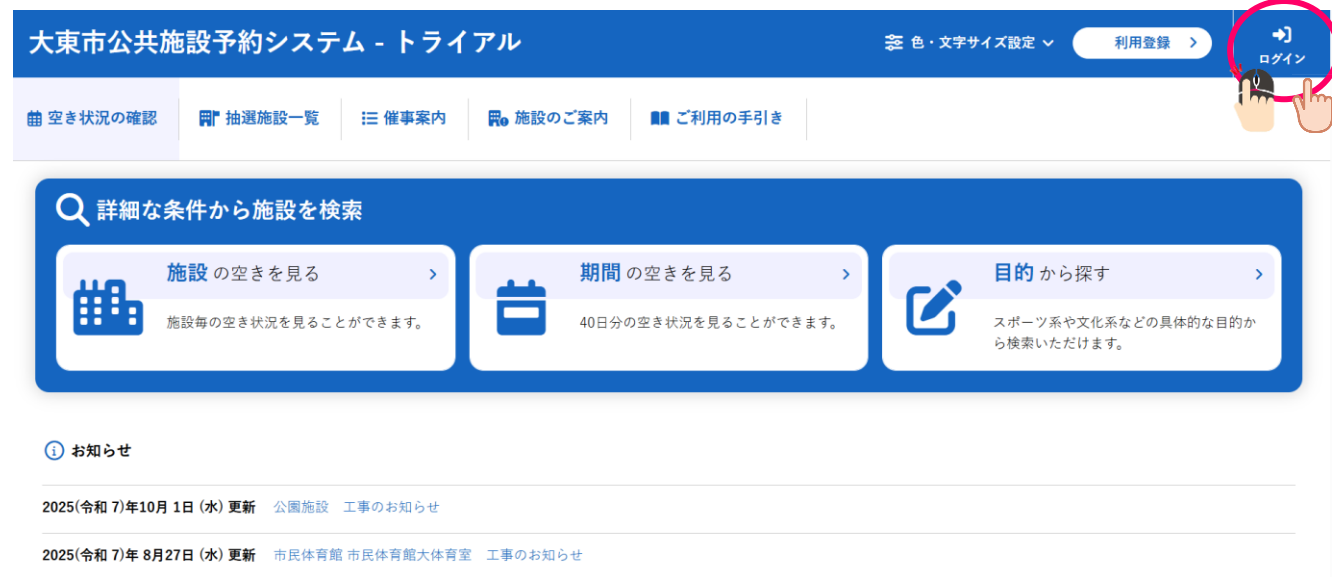 大東市公共施設予約システム - トライアル
色・文字サイズ設定
利用登録
ログイン
空き状況の確認
抽選施設一覧
催事案内
施設のご案内
ご利用の手引き
詳細な条件から施設を検索
施設 の空きを見る
施設毎の空き状況を見ることができます。
期間 の空きを見る
40日分の空き状況を見ることができます。
目的 から探す
スポーツ系や文化系などの具体的な目的か
ら検索いただけます。
お知らせ
2025(令和 7)年10月 1日 (水) 更新 公園施設 工事のお知らせ
2025(令和 7)年 8月27日 (水) 更新 市民体育館 市民体育館大体育室 工事のお知らせ